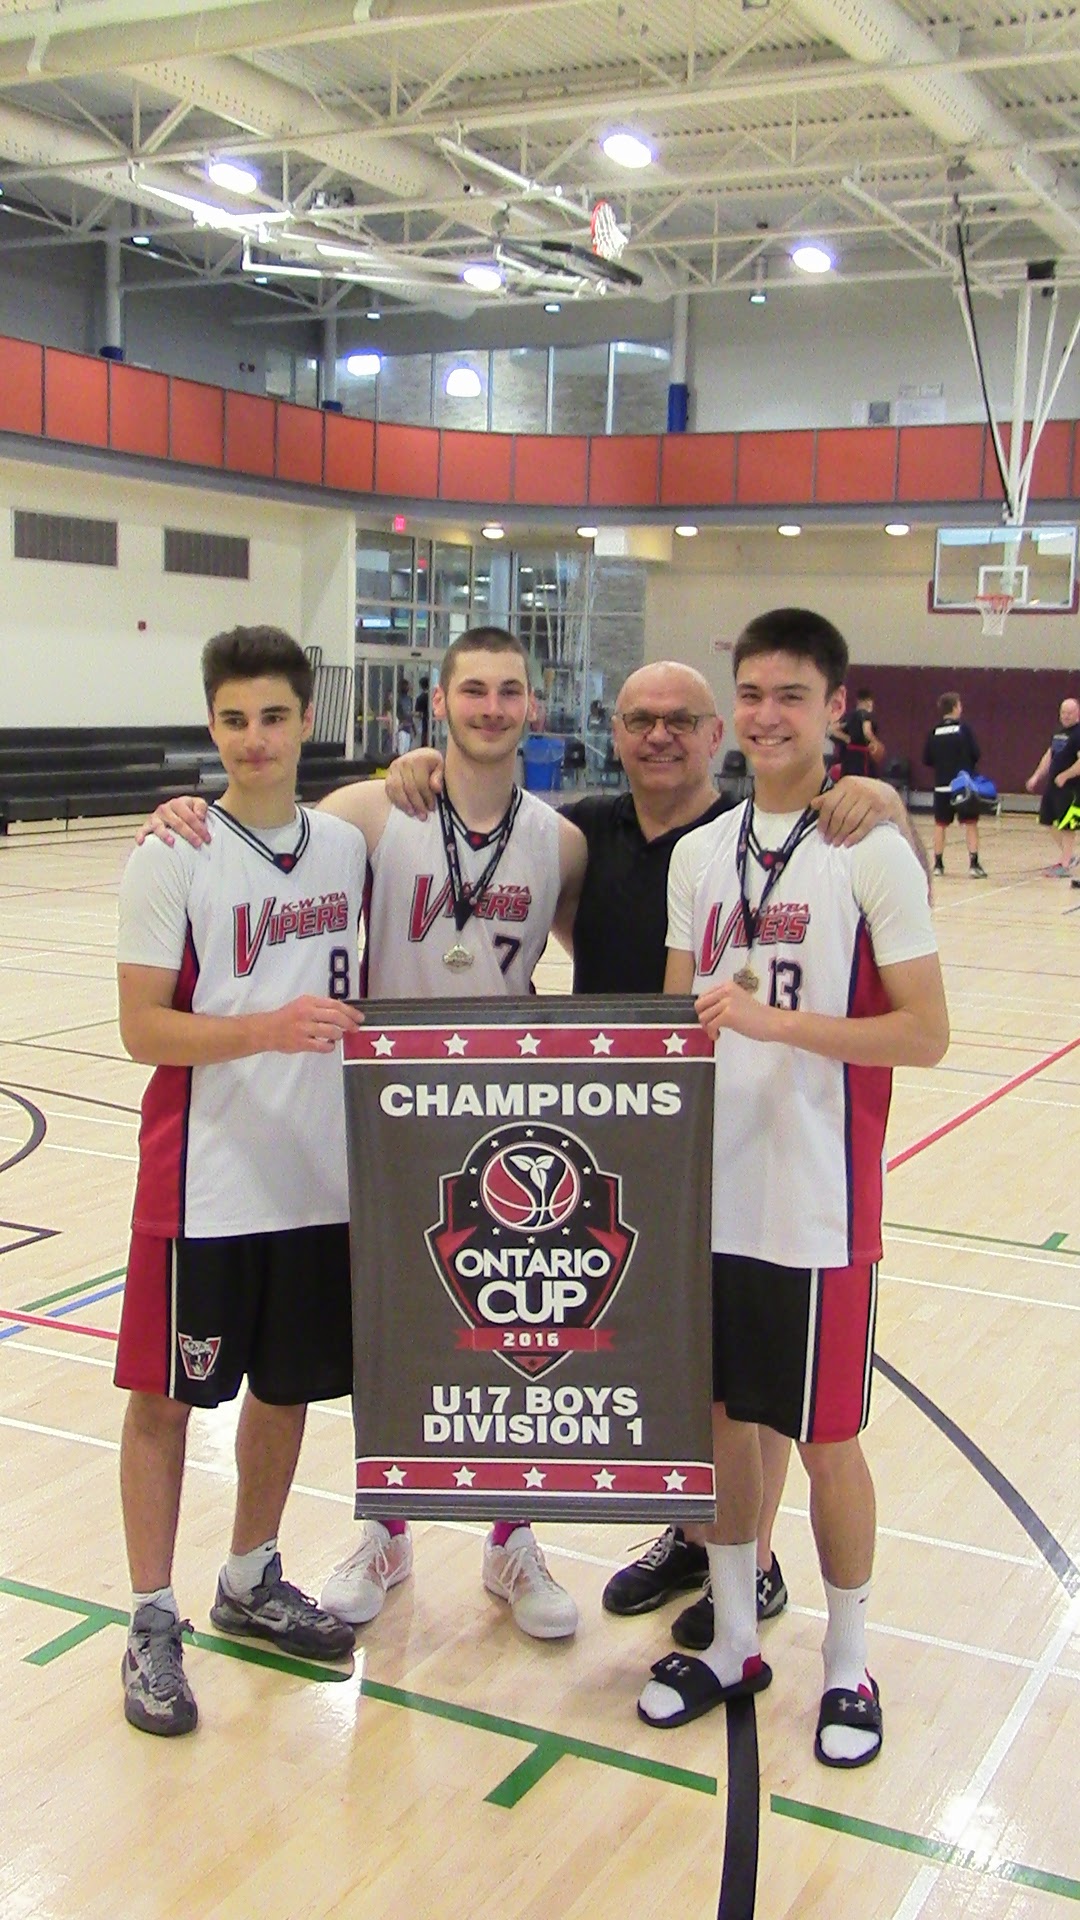 K-W YBA
VIPERS
8
K-W YBA
VIPERS
7
K-W YBA
VIPERS
13
CHAMPIONS
ONTARIO
CUP
2016
U17 BOYS
DIVISION 1